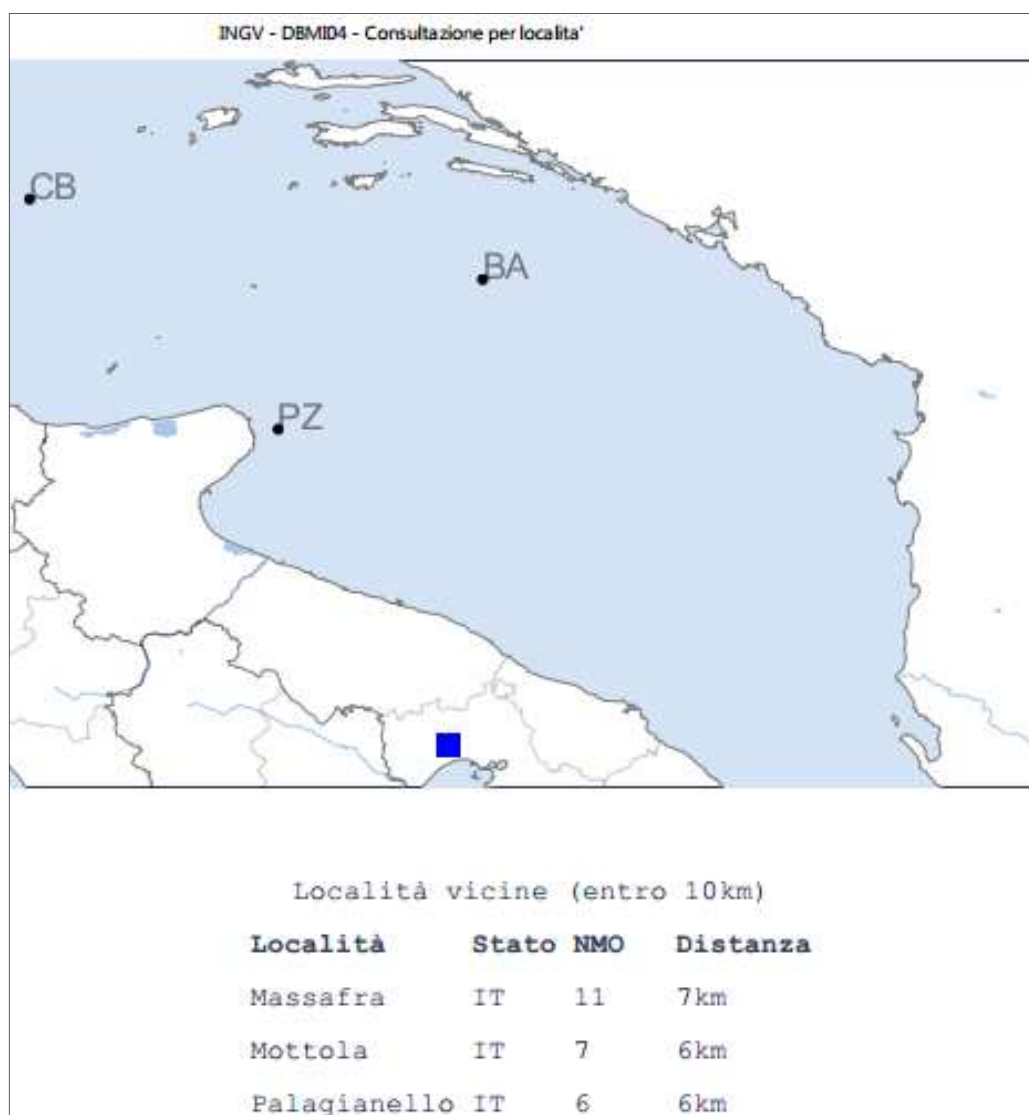 INGV - DBMI04 - Consultazione per localita'
CB
BA
PZ
Località vicine (entro 10km)
Località Stato NMO Distanza
Massafra IT 11 7km
Mottola IT 7 6km
Palagianello IT 6 6km